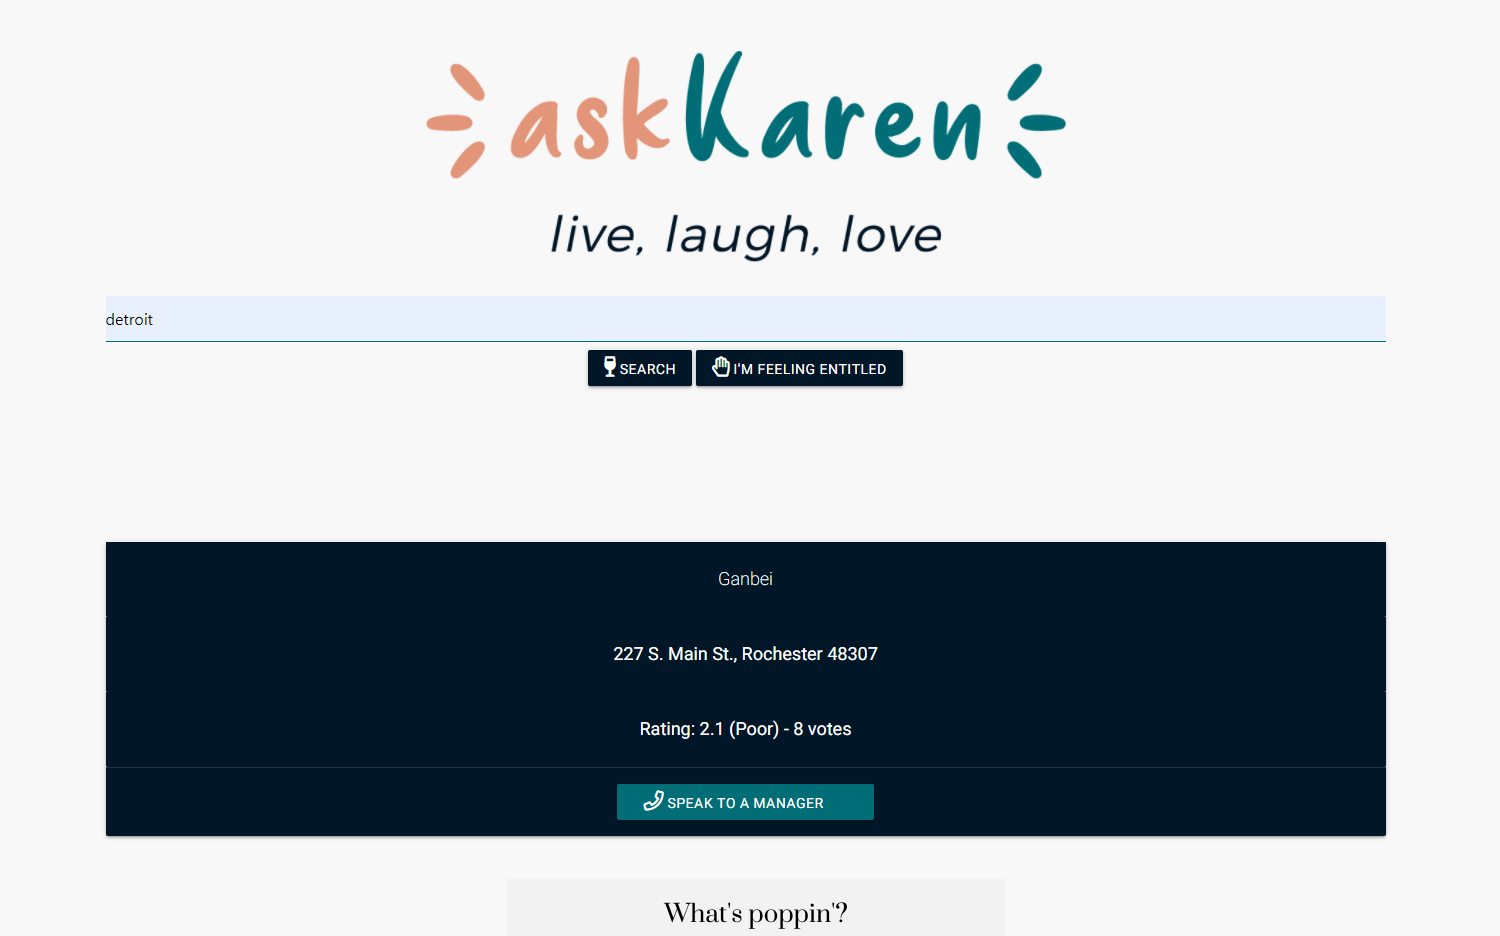 askKaren
live, laugh, love
detroit
SEARCH
I'M FEELING ENTITLED
Ganbei
227 S. Main St., Rochester 48307
Rating: 2.1 (Poor) - 8 votes
SPEAK TO A MANAGER
What's poppin'?